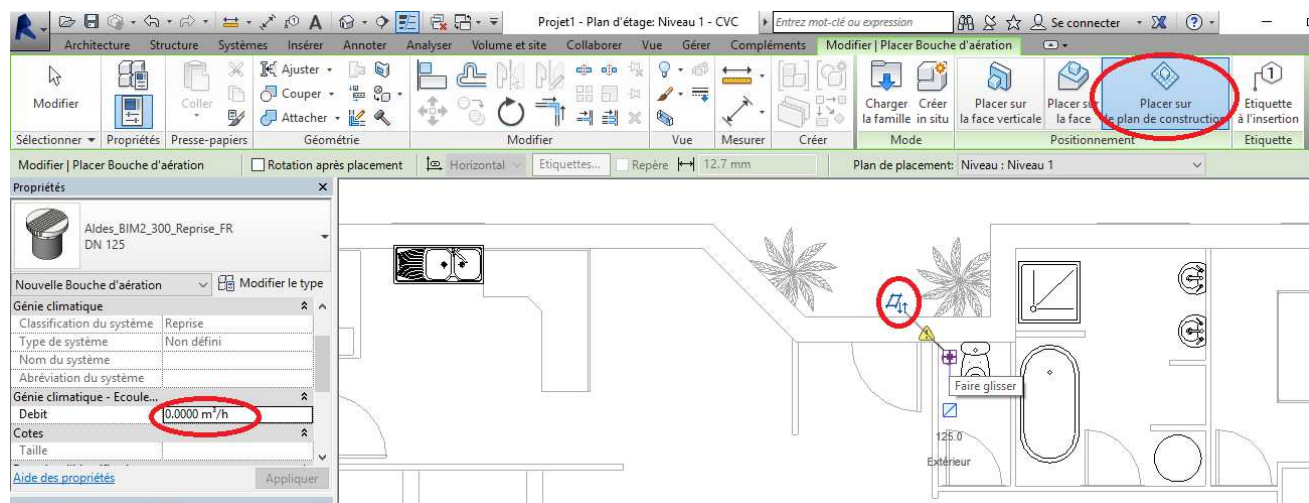 Projet1 - Plan d'étage: Niveau 1 - CVC
Entrez mot-clé ou expression
Se connecter
Architecture Structure Systèmes Insérer Annoter Analyser Volume et site Collaborer Vue Gérer Compléments Modifier | Placer Bouche d'aération
Modifier
Coller
Ajuster
Couper
Attacher
Charger la famille
Créer in situ
Placer sur la face verticale
Placer sur la face
Placer sur le plan de construction
Etiquette à l'insertion
Sélectionner Propriétés Presse-papiers Géométrie Modifier Vue Mesurer Créer Mode Positionnement Etiquette
Modifier | Placer Bouche d'aération Rotation après placement Horizontal Etiquettes... Repère 12.7 mm Plan de placement: Niveau : Niveau 1
Propriétés
Aldes_BIM2_300_Reprise_FR
DN 125
Nouvelle Bouche d'aération Modifier le type
Génie climatique
Classification du système Reprise
Type de système Non défini
Nom du système
Abréviation du système
Génie climatique - Ecoule...
Debit 0.0000 m³/h
Cotes
Taille
Aide des propriétés Appliquer
Faire glisser
125.0
Extérieur